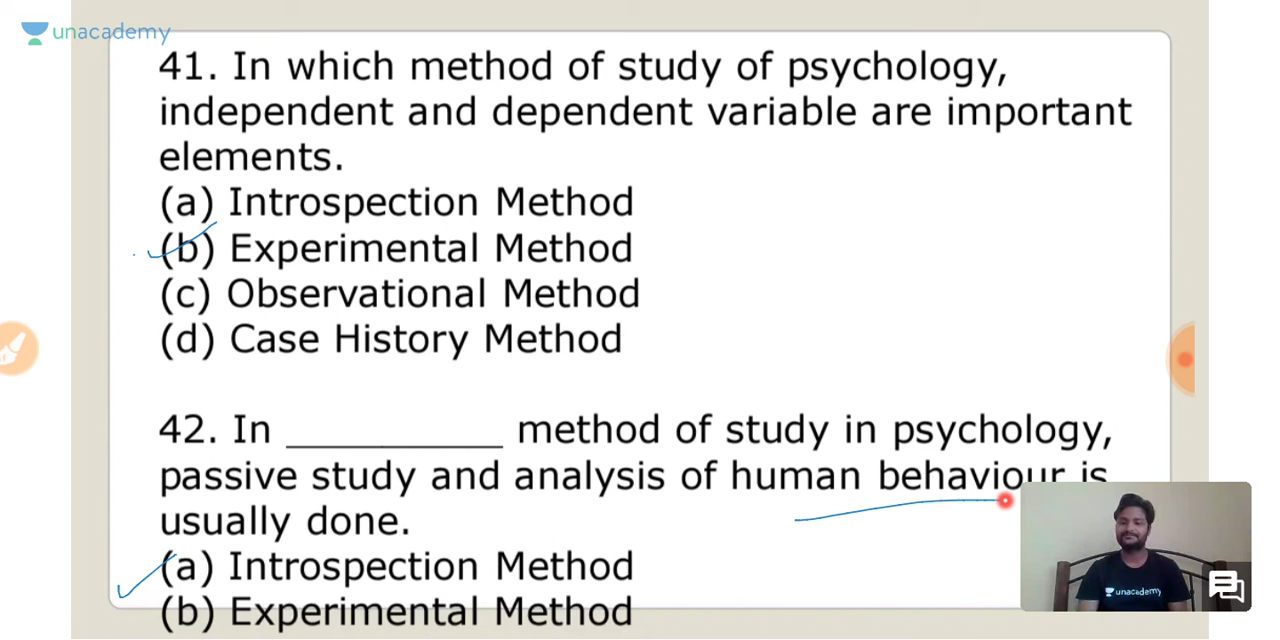 unacademy
41. In which method of study of psychology,
independent and dependent variable are important
elements.
(a) Introspection Method
(b) Experimental Method
(c) Observational Method
(d) Case History Method
42. In __________ method of study in psychology,
passive study and analysis of human behaviour is
usually done.
(a) Introspection Method
(b) Experimental Method
unacademy